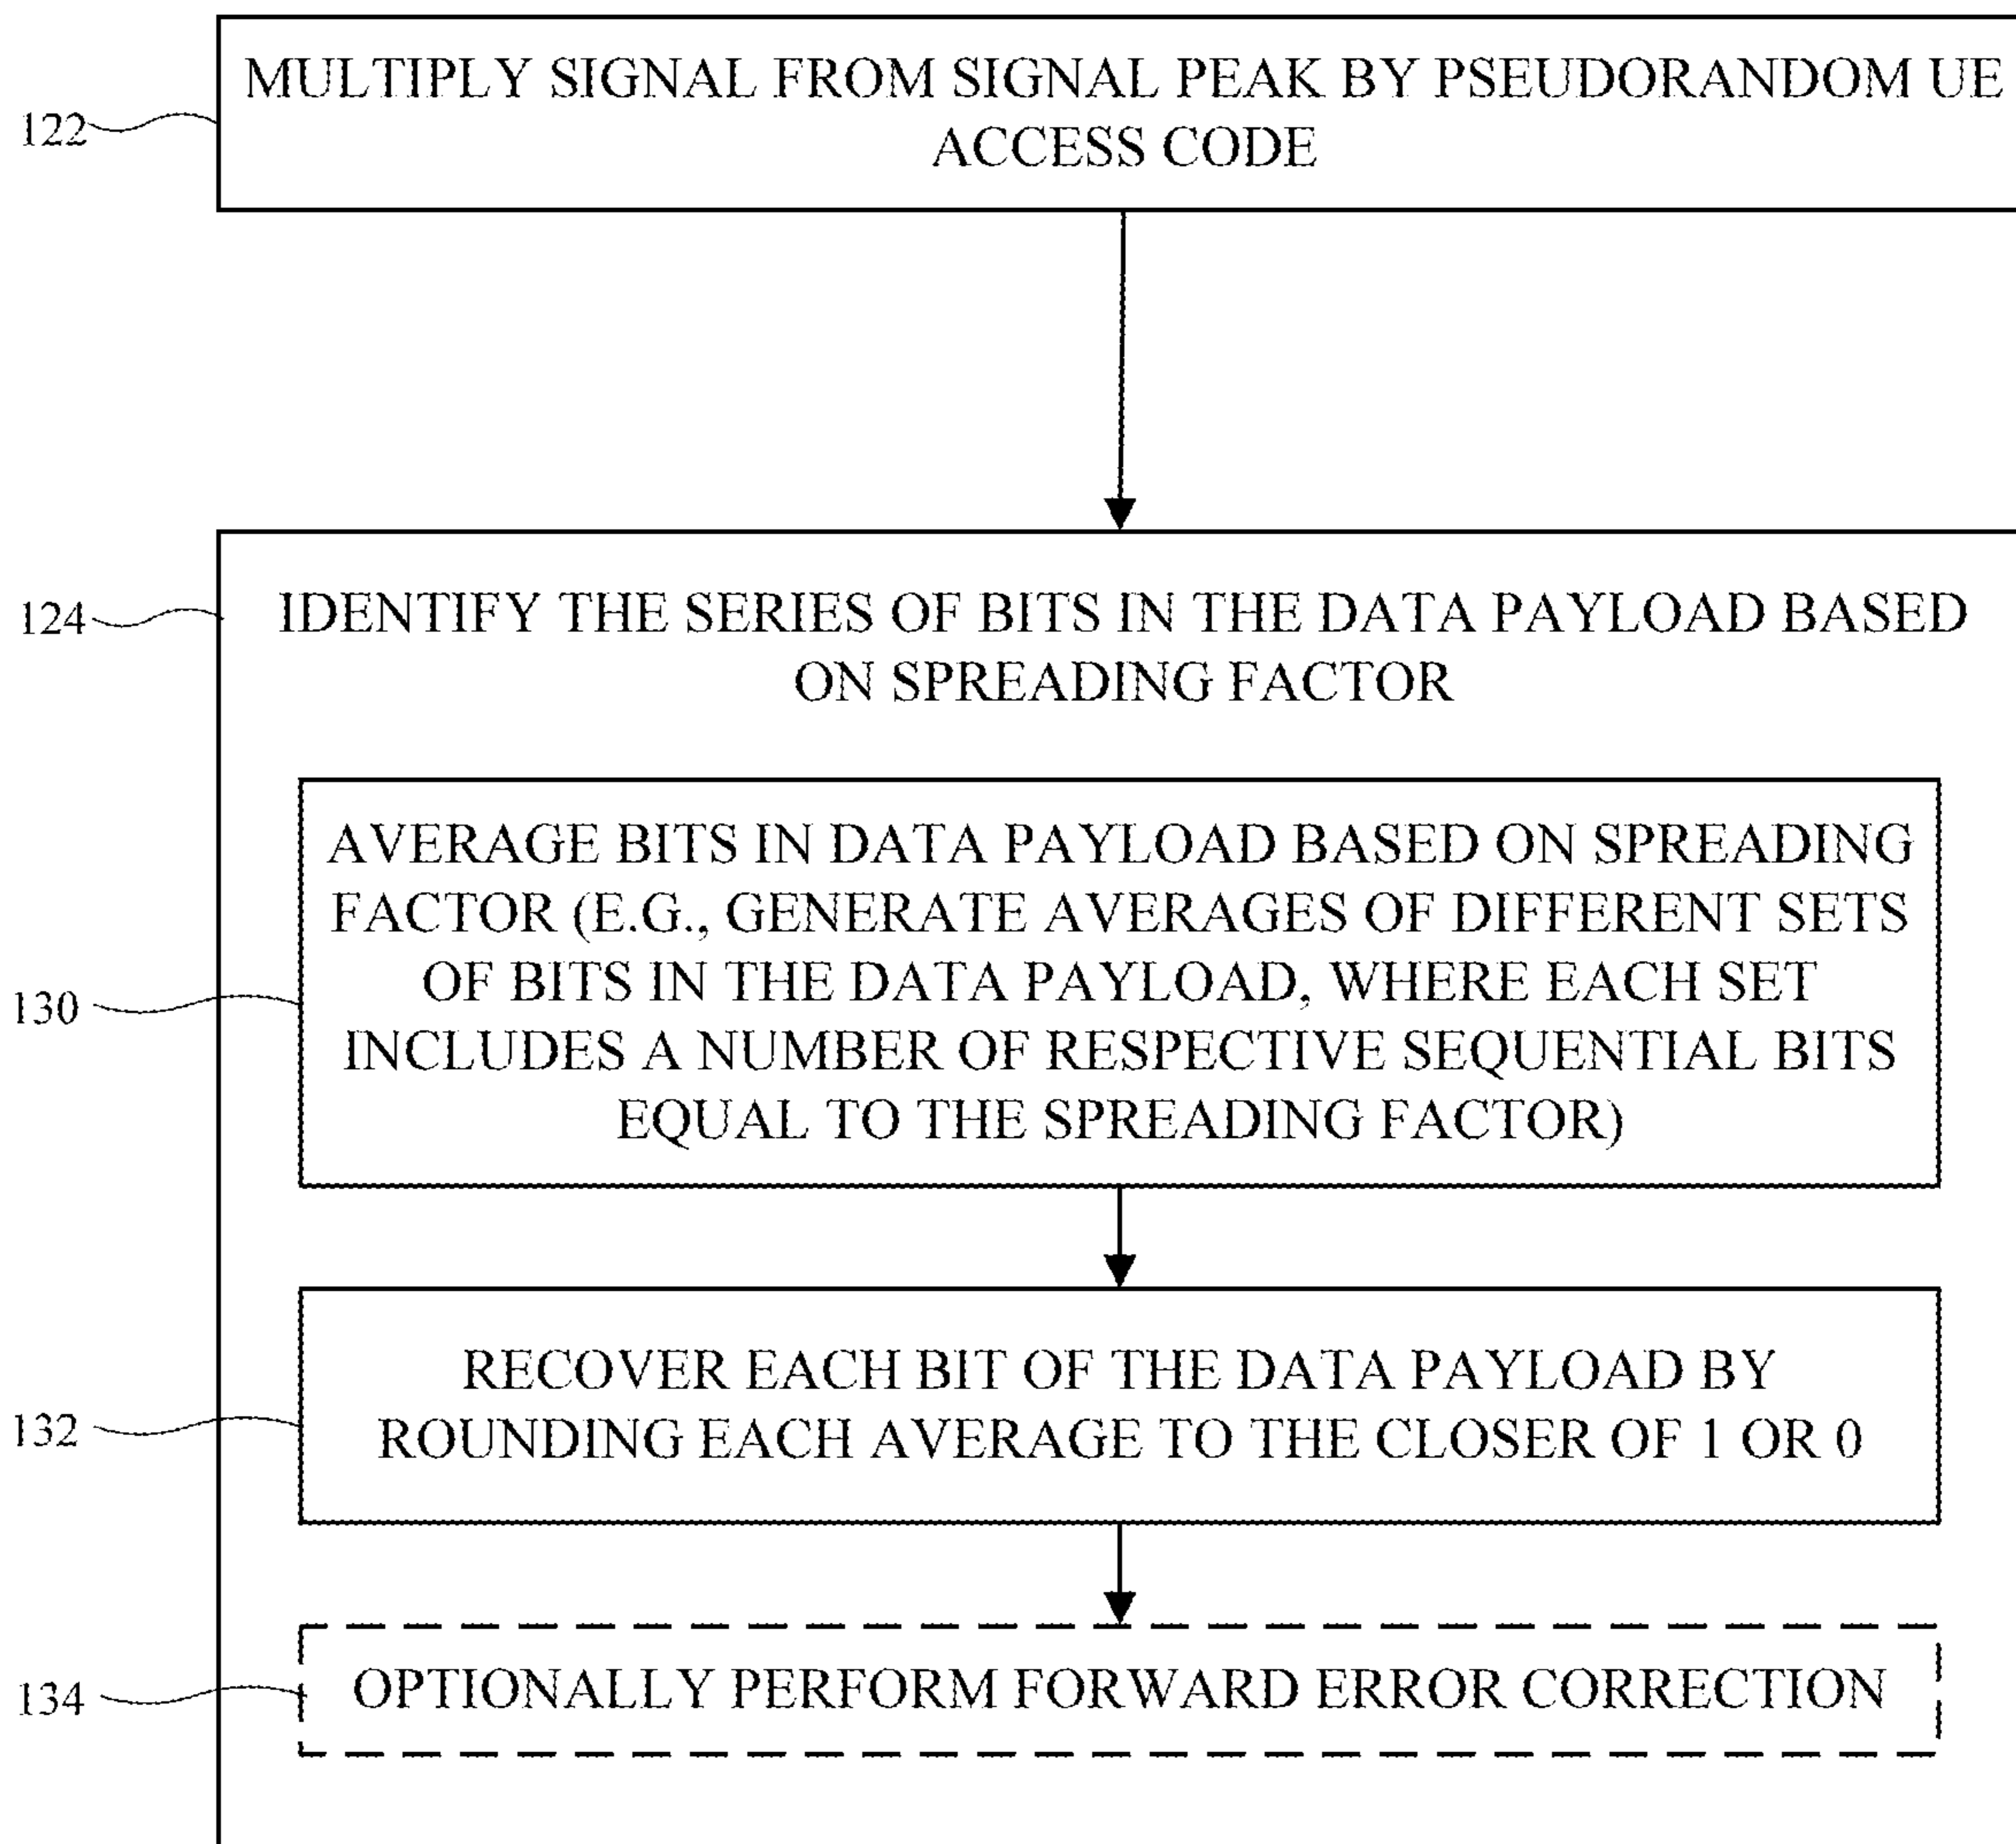 MULTIPLY SIGNAL FROM SIGNAL PEAK BY PSEUDORANDOM UE
ACCESS CODE
122
124
IDENTIFY THE SERIES OF BITS IN THE DATA PAYLOAD BASED
ON SPREADING FACTOR
AVERAGE BITS IN DATA PAYLOAD BASED ON SPREADING
FACTOR (E.G., GENERATE AVERAGES OF DIFFERENT SETS
OF BITS IN THE DATA PAYLOAD, WHERE EACH SET
INCLUDES A NUMBER OF RESPECTIVE SEQUENTIAL BITS
EQUAL TO THE SPREADING FACTOR)
130
RECOVER EACH BIT OF THE DATA PAYLOAD BY
ROUNDING EACH AVERAGE TO THE CLOSER OF 1 OR 0
132
OPTIONALLY PERFORM FORWARD ERROR CORRECTION
134